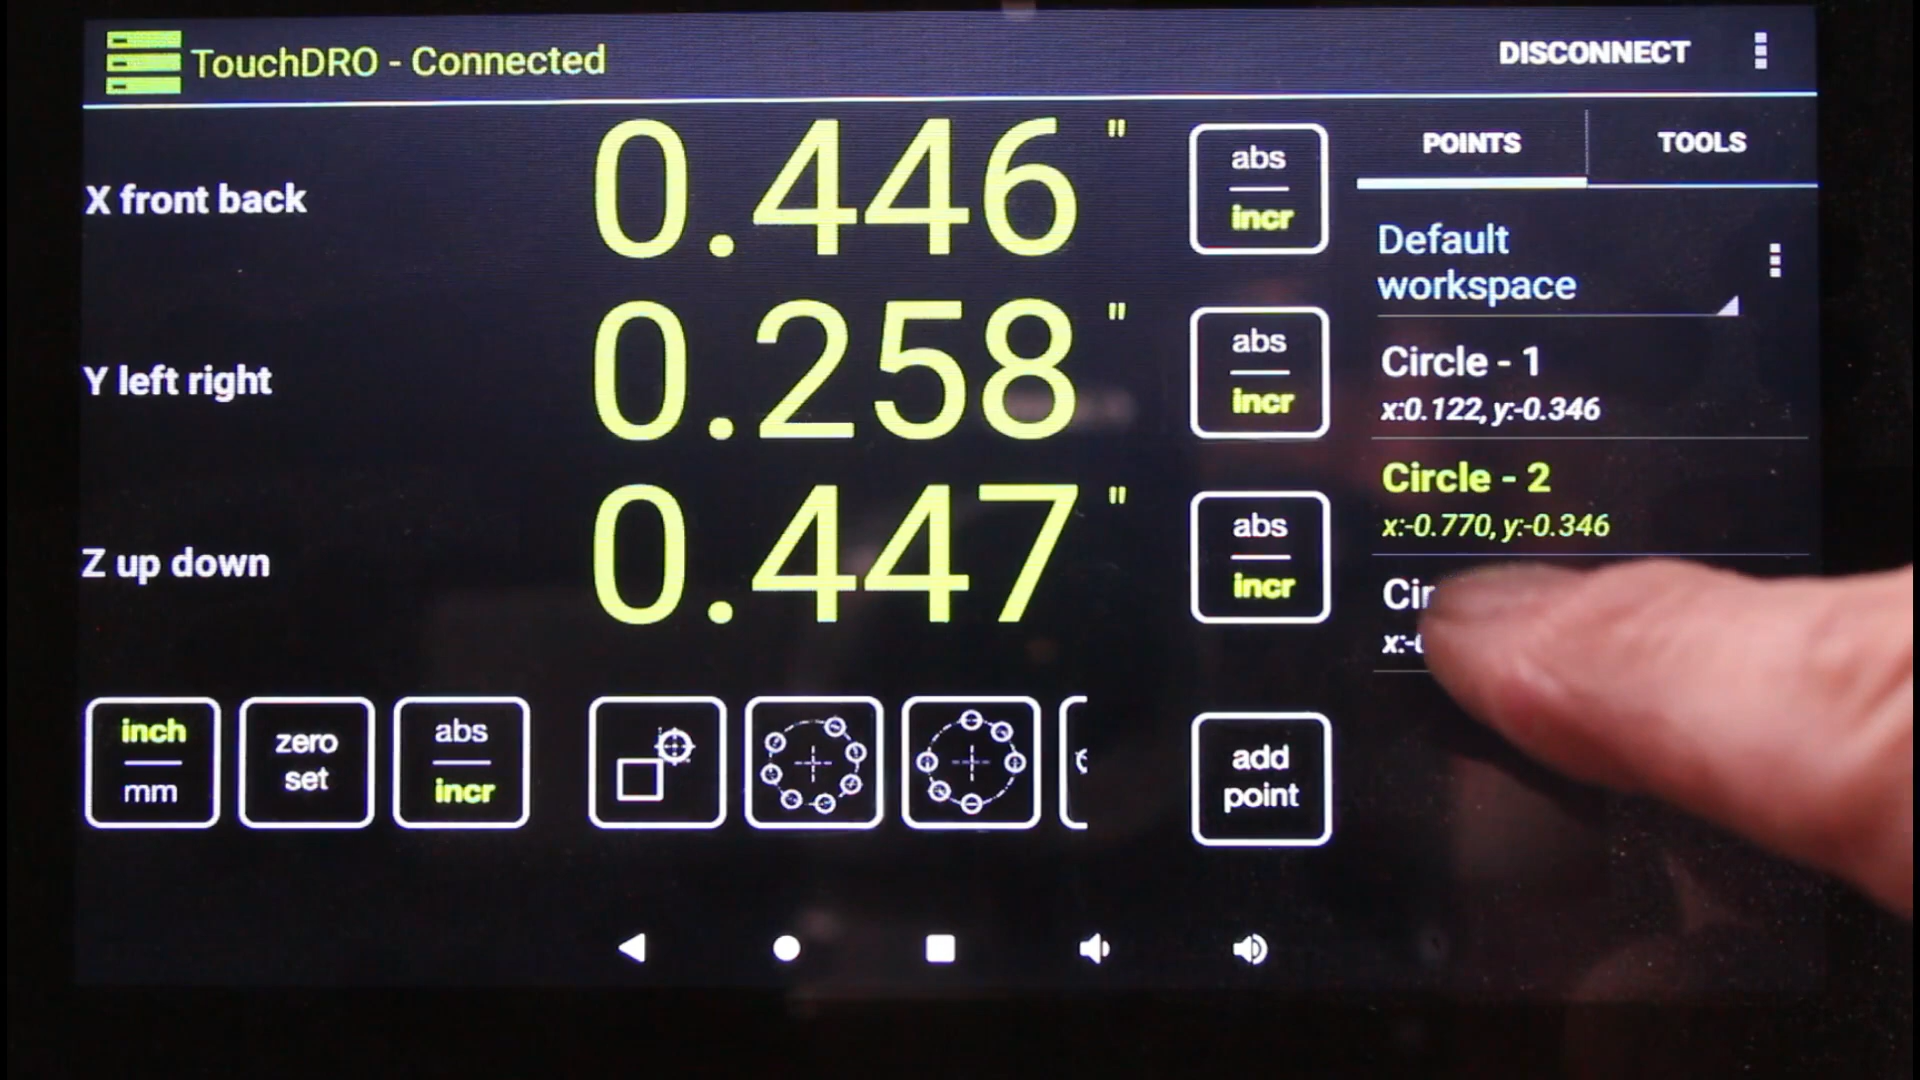 TouchDRO - Connected
DISCONNECT
X front back
0.446"
abs
incr
Y left right
0.258"
abs
incr
Z up down
0.447"
abs
incr
POINTS
TOOLS
Default
workspace
Circle - 1
x:0.122, y:-0.346
Circle - 2
x:-0.770, y:-0.346
inch
mm
zero
set
abs
incr
add
point